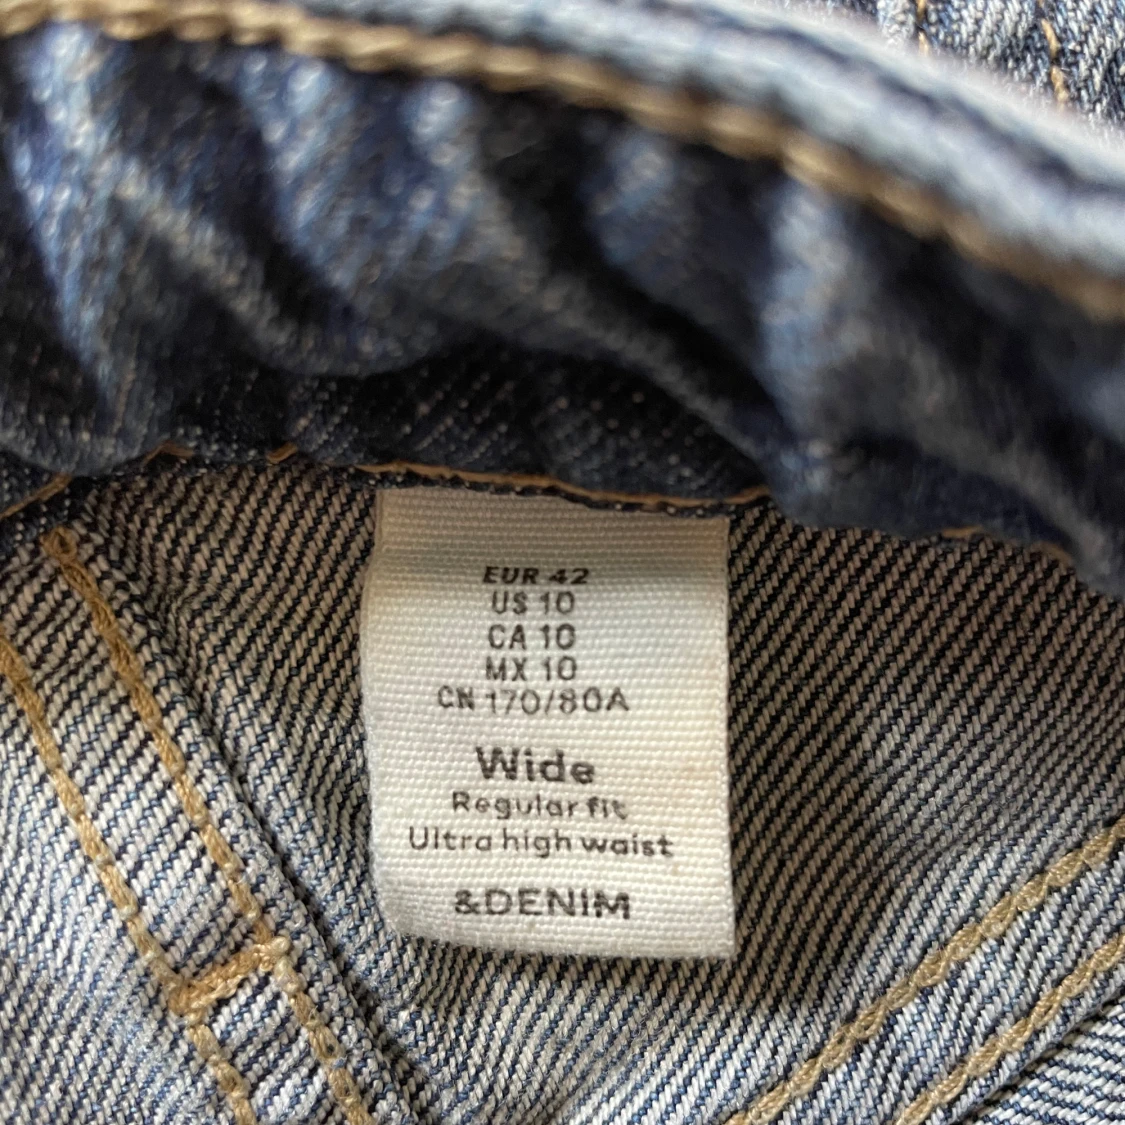 EUR 42
US 10
CA 10
MX 10
CN 170/80A
Wide
Regular fit
Ultra high waist
&DENIM